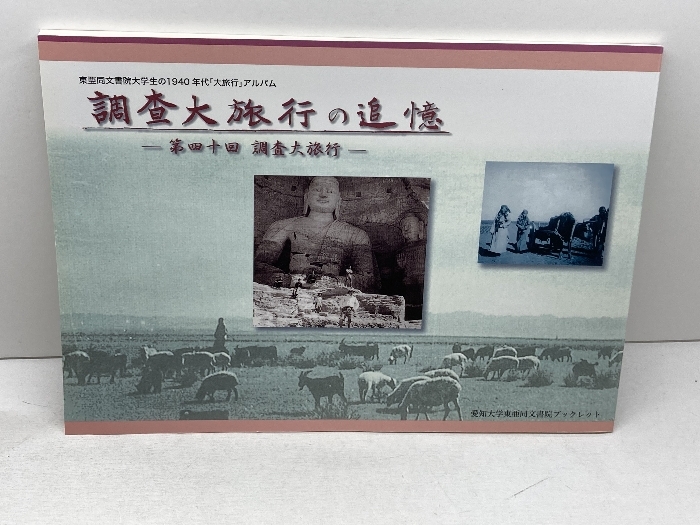 東亜同文書院大学生の1940年代「大旅行」アルバム
調査大旅行の追憶
― 第四十回 調査大旅行 ―
愛知大学東亜同文書院ブックレット